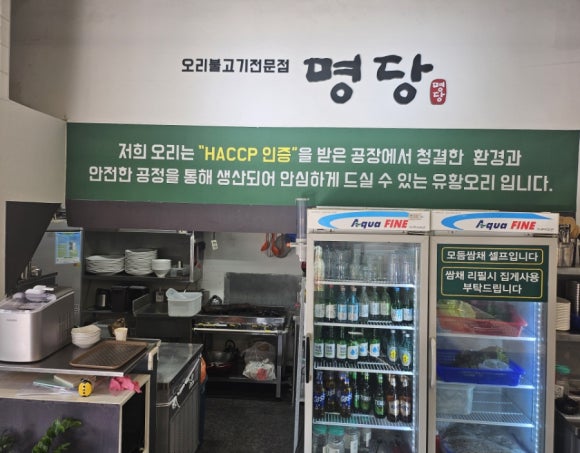 오리불고기전문점 명당
명당
저희 오리는 "HACCP 인증"을 받은 공장에서 청결한 환경과
안전한 공정을 통해 생산되어 안심하게 드실 수 있는 유황오리 입니다.
A-qua FINE
A-qua FINE
모듬쌈채 셀프입니다
쌈채 리필시 집게사용
부탁드립니다